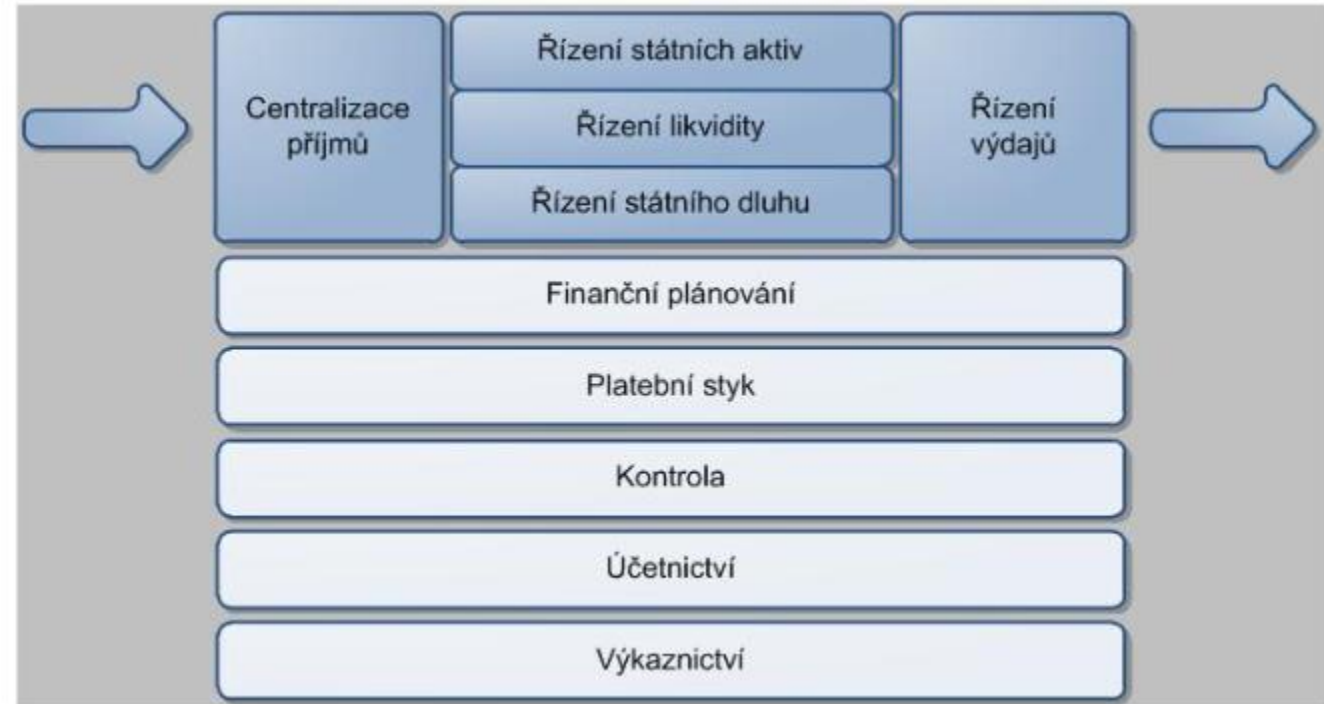 Centralizace
příjmů
Řízení státních aktiv
Řízení likvidity
Řízení státního dluhu
Řízení
výdajů
Finanční plánování
Platební styk
Kontrola
Účetnictví
Výkaznictví